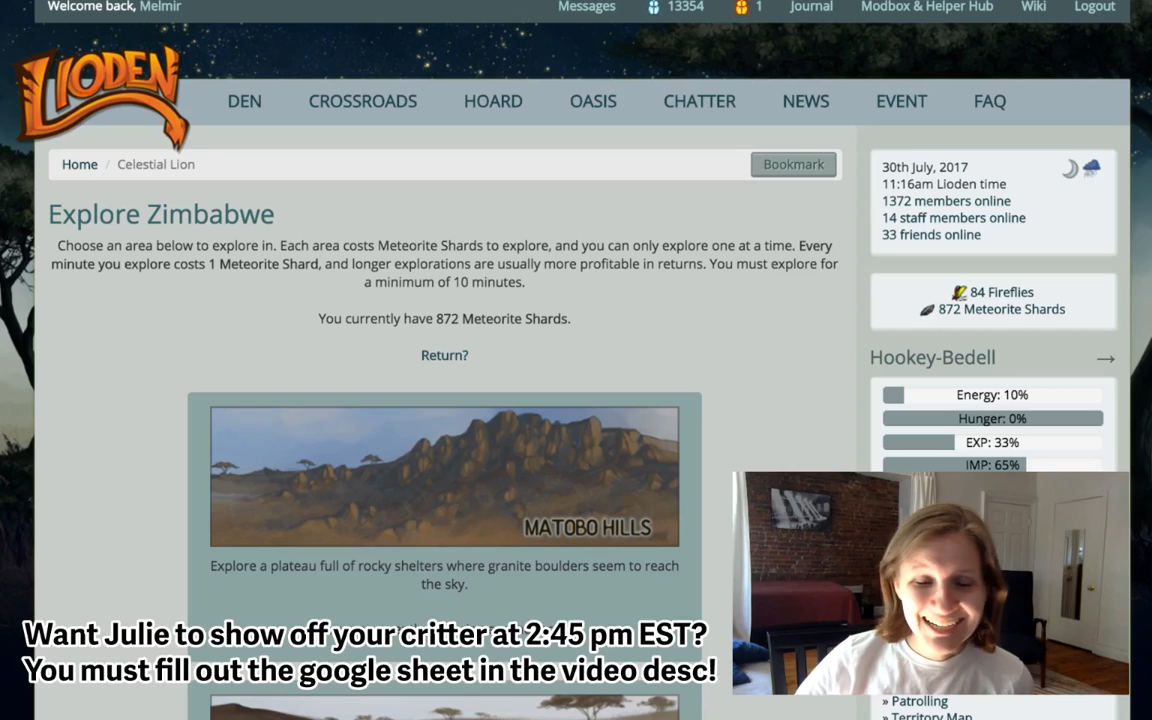 Welcome back, Melmir
Messages 13354 1 Journal Modbox & Helper Hub Wiki Logout
LIODEN
DEN CROSSROADS HOARD OASIS CHATTER NEWS EVENT FAQ
Home / Celestial Lion
Bookmark
Explore Zimbabwe
Choose an area below to explore in. Each area costs Meteorite Shards to explore, and you can only explore one at a time. Every
minute you explore costs 1 Meteorite Shard, and longer explorations are usually more profitable in returns. You must explore for
a minimum of 10 minutes.
You currently have 872 Meteorite Shards.
Return?
MATOBO HILLS
Explore a plateau full of rocky shelters where granite boulders seem to reach
the sky.
Want Julie to show off your critter at 2:45 pm EST?
You must fill out the google sheet in the video desc!
30th July, 2017
11:16am Lioden time
1372 members online
14 staff members online
33 friends online
84 Fireflies
872 Meteorite Shards
Hookey-Bedell →
Energy: 10%
Hunger: 0%
EXP: 33%
IMP: 65%
» Patrolling
» Territory Map